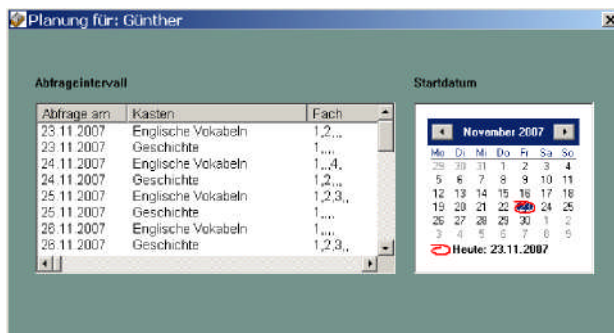 Planung für: Günther
Abfrageintervall
Startdatum
Abfrage am Kasten Fach
23.11.2007 Englische Vokabeln 1,2,,,
23.11.2007 Geschichte 1,,,,
24.11.2007 Englische Vokabeln 1,,,4,
24.11.2007 Geschichte 1,2,,,
25.11.2007 Englische Vokabeln 1,2,3,,
25.11.2007 Geschichte 1,,,,
26.11.2007 Englische Vokabeln 1,,,,
26.11.2007 Geschichte 1,2,3,,
November 2007
Mo Di Mi Do Fr Sa So
29 30 31 1 2 3 4
5 6 7 8 9 10 11
12 13 14 15 16 17 18
19 20 21 22 23 24 25
26 27 28 29 30 1 2
3 4 5 6 7 8 9
Heute: 23.11.2007